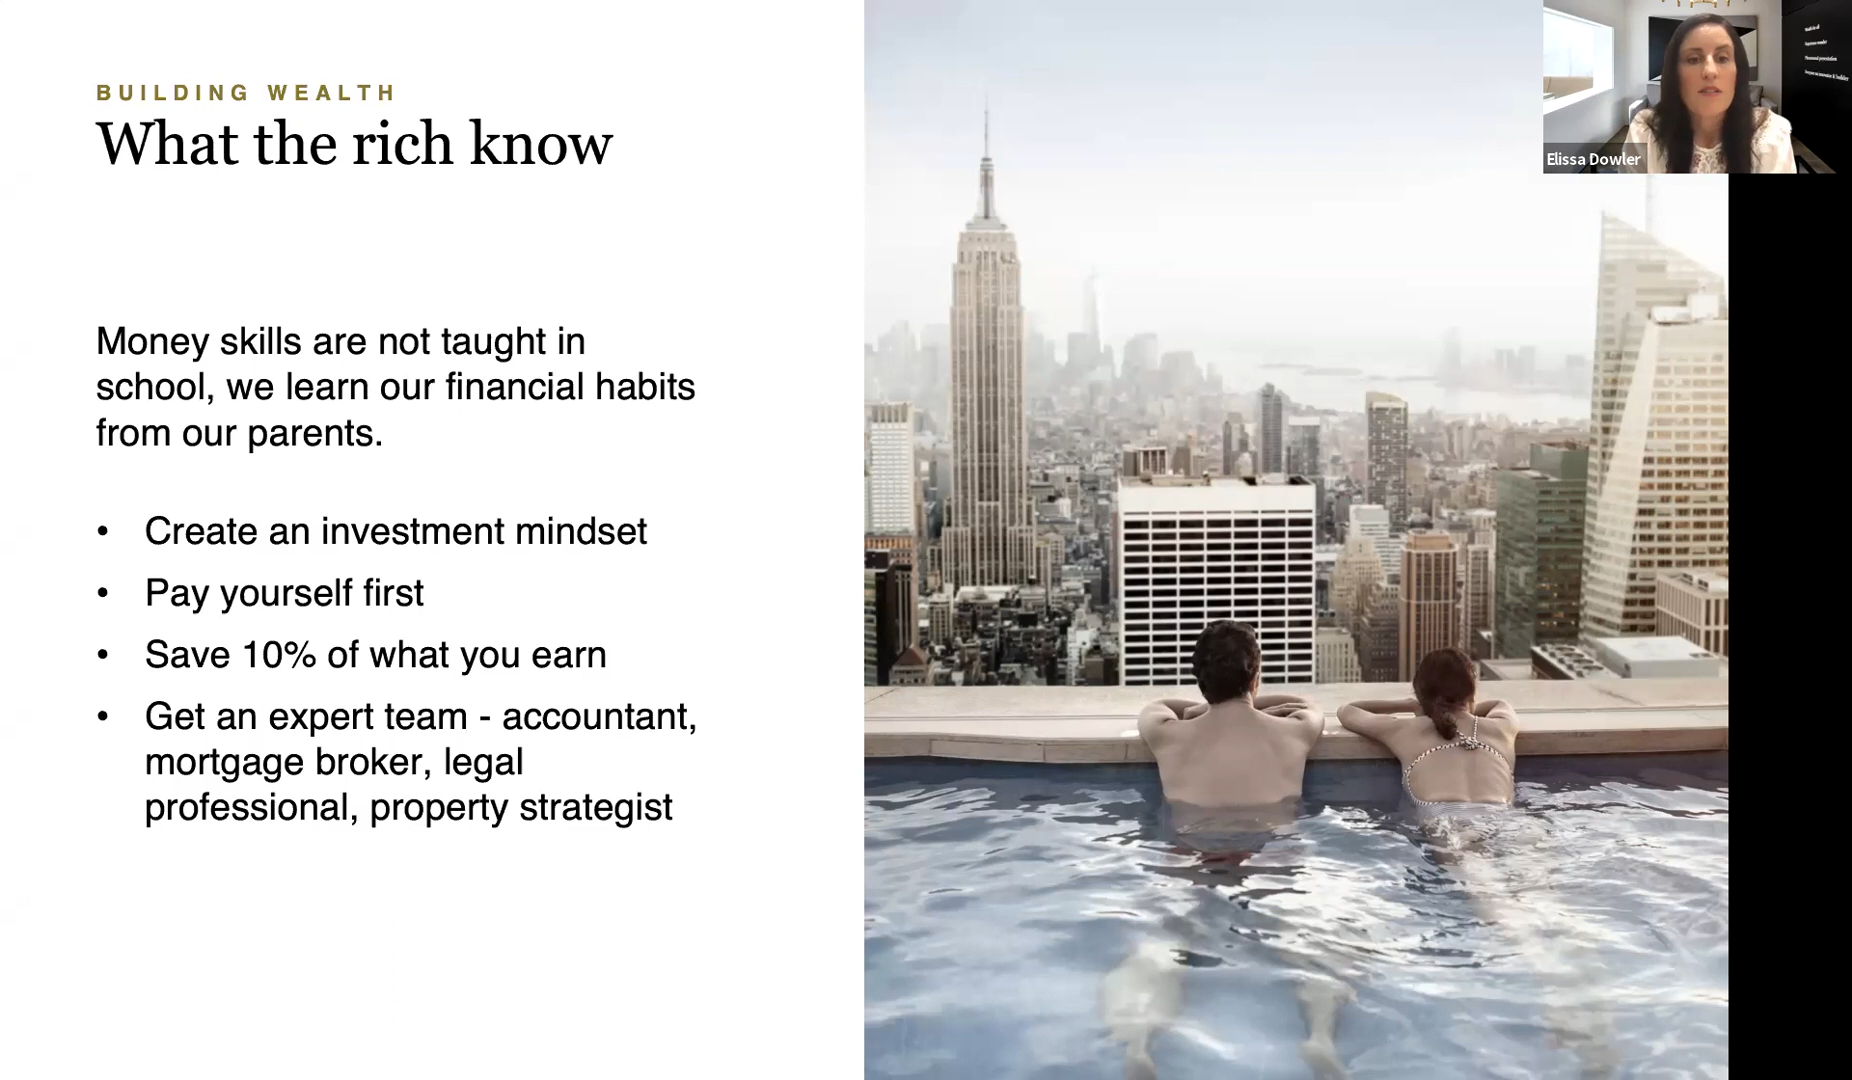 BUILDING WEALTH
What the rich know
Money skills are not taught in
school, we learn our financial habits
from our parents.
• Create an investment mindset
• Pay yourself first
• Save 10% of what you earn
• Get an expert team - accountant,
mortgage broker, legal
professional, property strategist
Elissa Dowler